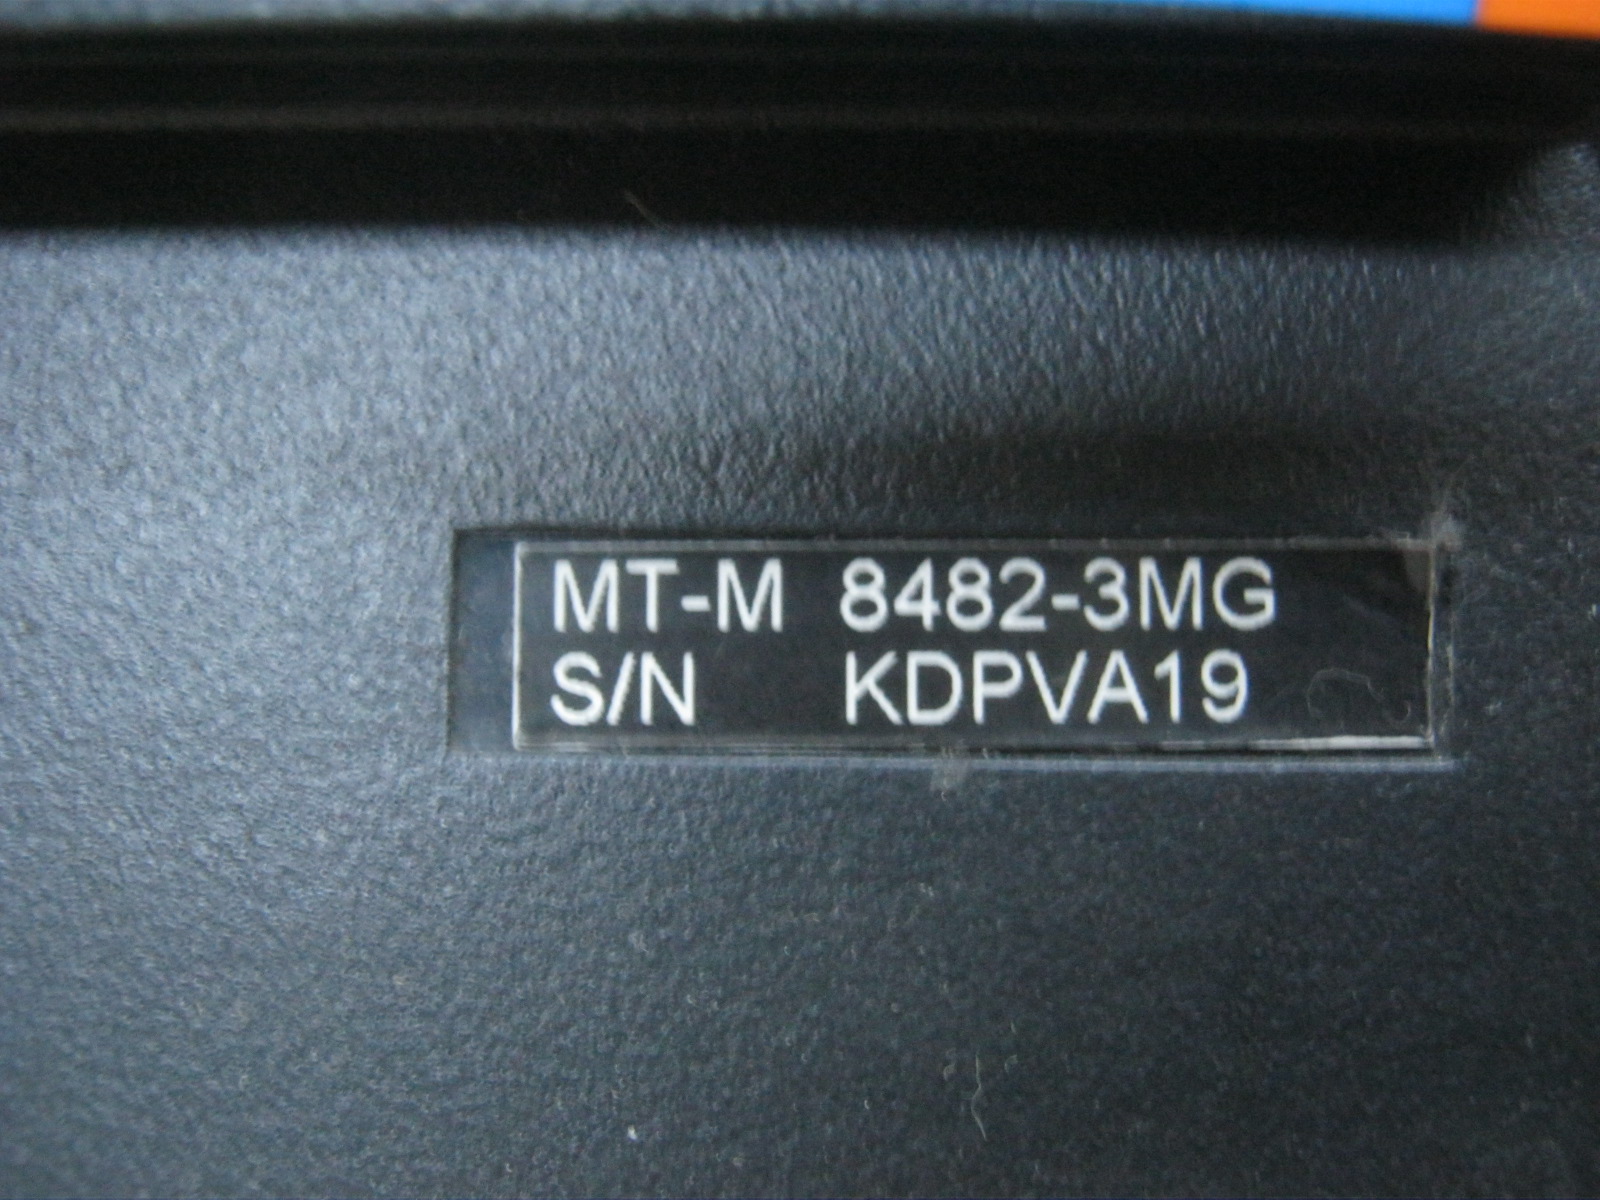 MT-M 8482-3MG
S/N KDPVA19